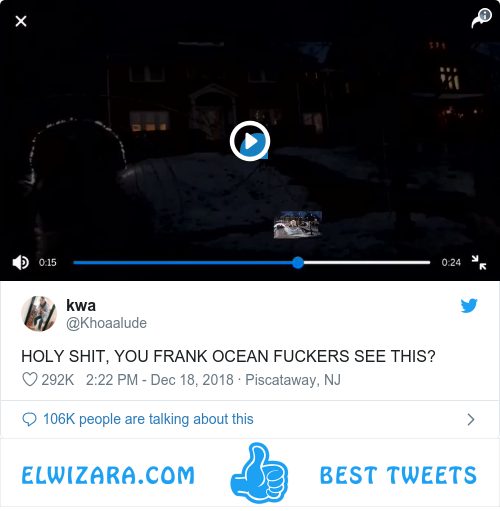 0:15
0:24
kwa
@Khoaalude
HOLY SHIT, YOU FRANK OCEAN FUCKERS SEE THIS?
292K 2:22 PM - Dec 18, 2018 · Piscataway, NJ
106K people are talking about this
ELWIZARA.COM
BEST TWEETS